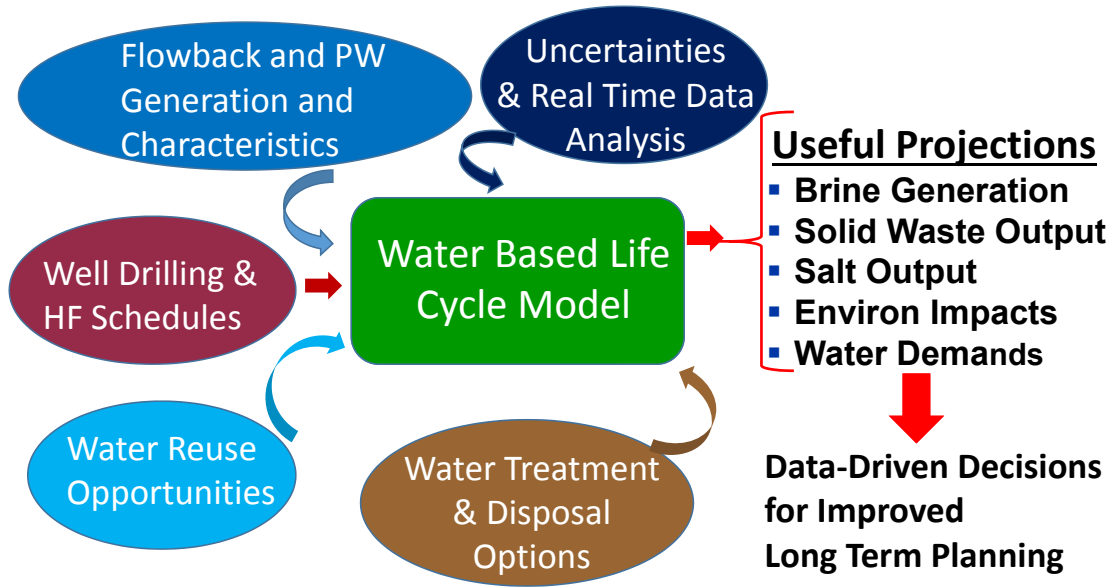 Flowback and PW
Generation and
Characteristics
Uncertainties
& Real Time Data
Analysis
Well Drilling &
HF Schedules
Water Based Life
Cycle Model
Water Reuse
Opportunities
Water Treatment
& Disposal
Options
Useful Projections
▪ Brine Generation
▪ Solid Waste Output
▪ Salt Output
▪ Environ Impacts
▪ Water Demands
Data-Driven Decisions
for Improved
Long Term Planning